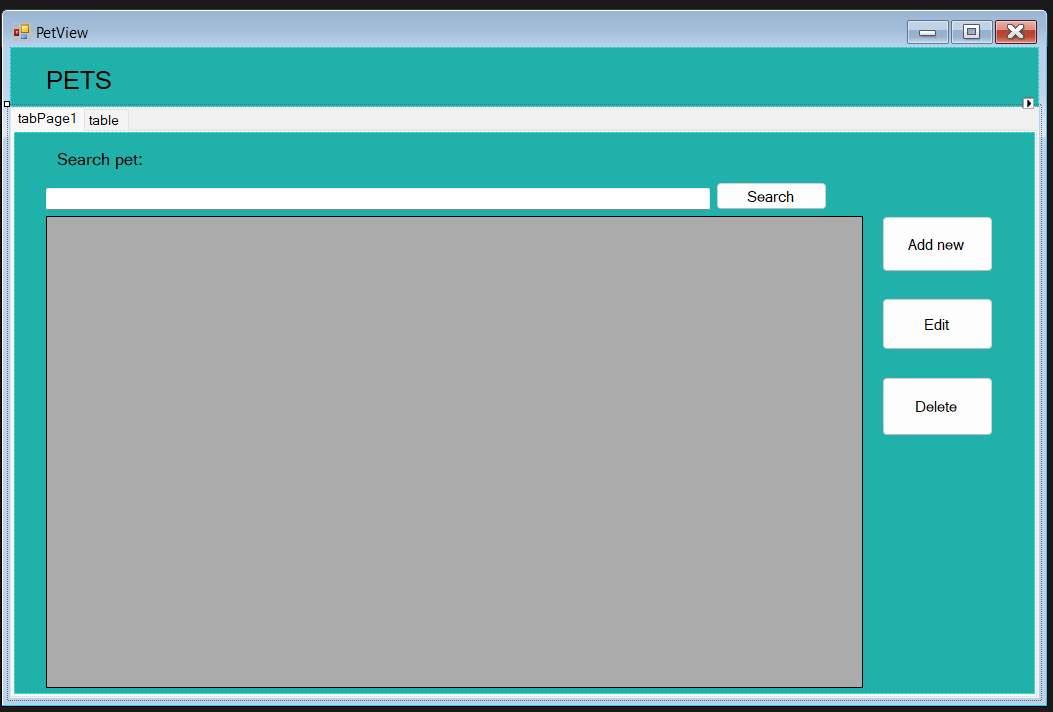 PetView
PETS
tabPage1 table
Search pet:
Search
Add new
Edit
Delete